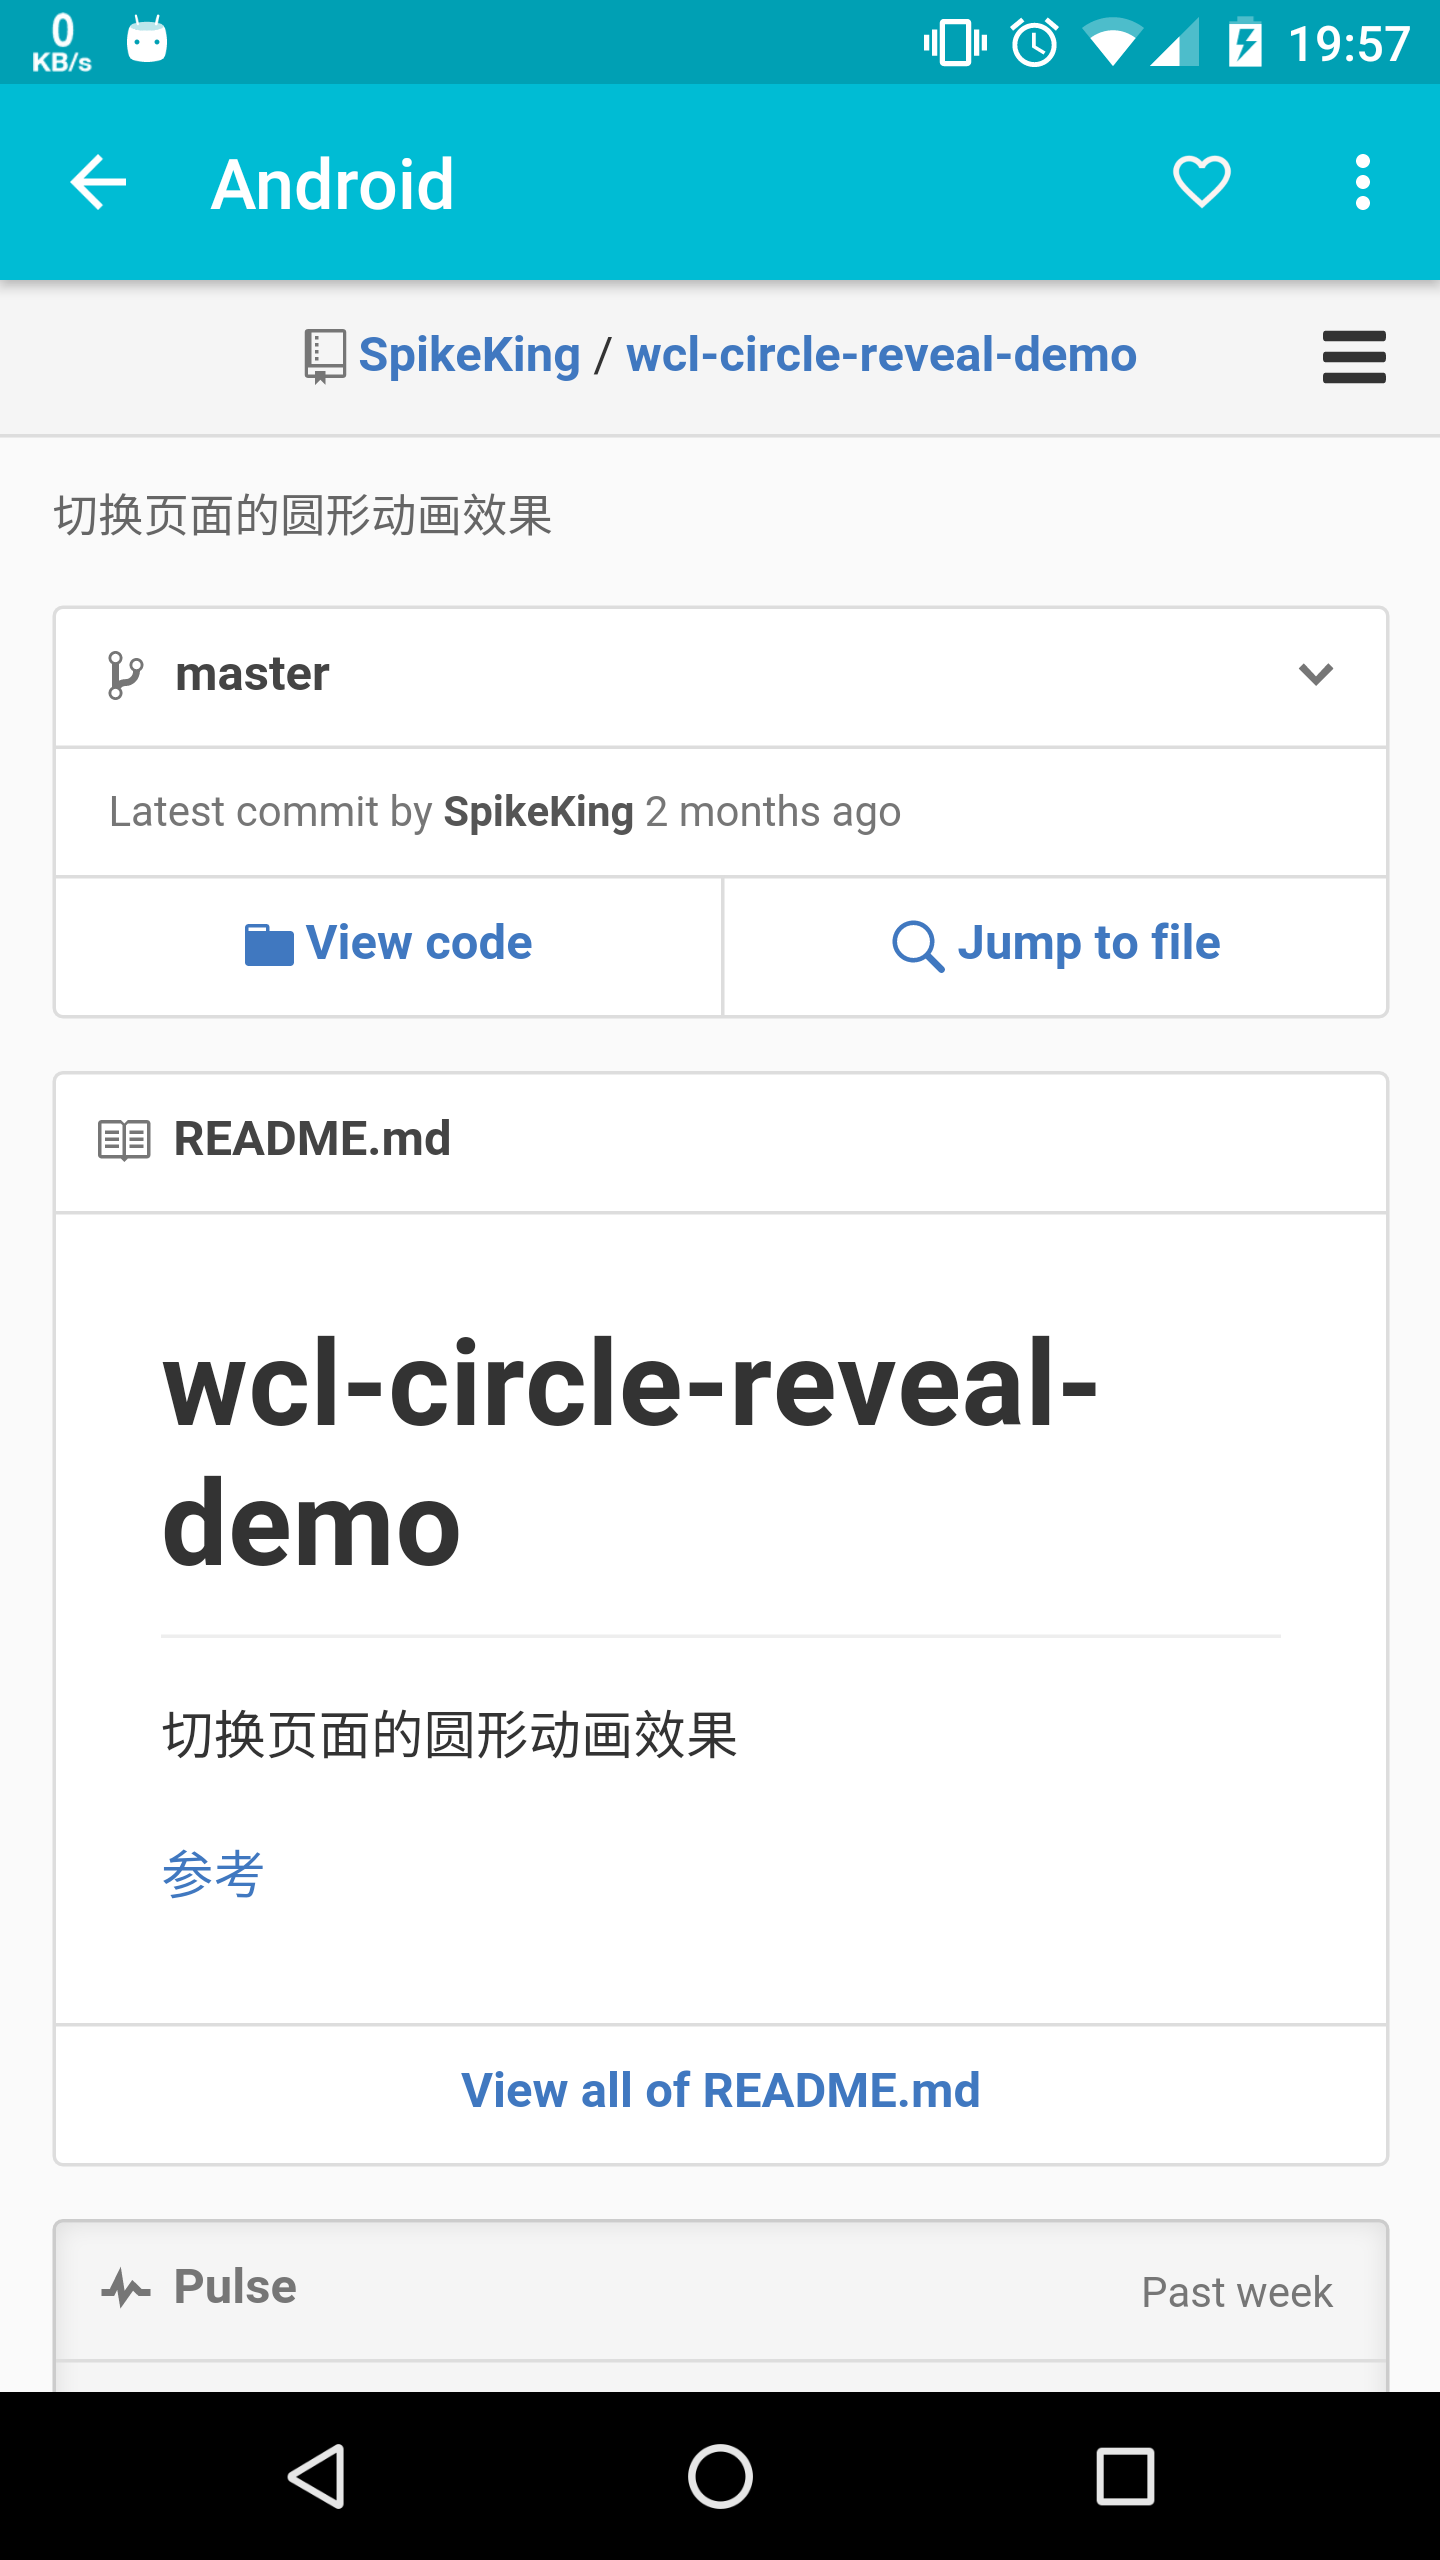 0
KB/s
19:57
Android
SpikeKing / wcl-circle-reveal-demo
切换页面的圆形动画效果
master
Latest commit by SpikeKing 2 months ago
View code
Jump to file
README.md
wcl-circle-reveal-
demo
切换页面的圆形动画效果
参考
View all of README.md
Pulse
Past week